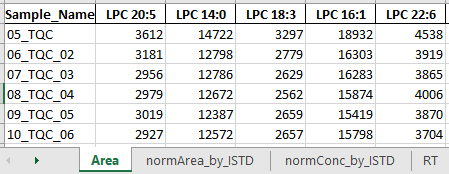 Sample_Name LPC 20:5 LPC 14:0 LPC 18:3 LPC 16:1 LPC 22:6
05_TQC 3612 14722 3297 18932 4538
06_TQC_02 3181 12798 2779 16303 3919
07_TQC_03 2956 12786 2629 16283 3865
08_TQC_04 2979 12672 2562 15874 4006
09_TQC_05 3019 12387 2659 15419 3870
10_TQC_06 2927 12572 2657 15798 3704
Area normArea_by_ISTD normConc_by_ISTD RT